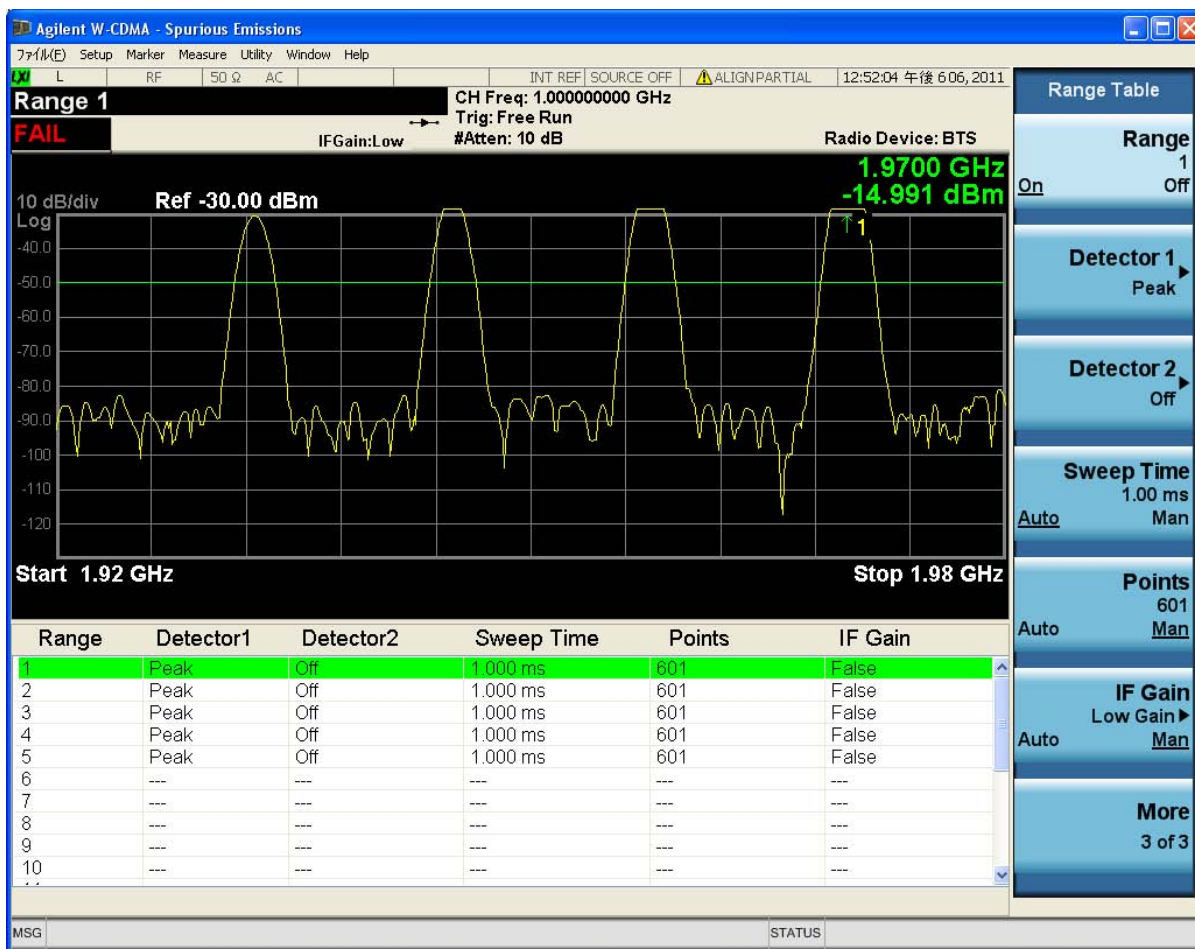 Agilent W-CDMA - Spurious Emissions
ファイル(F) Setup Marker Measure Utility Window Help
LXI L RF 50 Ω AC INT REF SOURCE OFF ALIGN PARTIAL 12:52:04 午後 6 06, 2011
Range 1
FAIL
IFGain:Low
CH Freq: 1.000000000 GHz
Trig: Free Run
#Atten: 10 dB
Radio Device: BTS
1.9700 GHz
-14.991 dBm
10 dB/div Ref -30.00 dBm
Log
1
-40.0
-50.0
-60.0
-70.0
-80.0
-90.0
-100
-110
-120
Start 1.92 GHz Stop 1.98 GHz
Range Detector1 Detector2 Sweep Time Points IF Gain
1 Peak Off 1.000 ms 601 False
2 Peak Off 1.000 ms 601 False
3 Peak Off 1.000 ms 601 False
4 Peak Off 1.000 ms 601 False
5 Peak Off 1.000 ms 601 False
6 --- --- --- --- ---
7 --- --- --- --- ---
8 --- --- --- --- ---
9 --- --- --- --- ---
10 --- --- --- --- ---
MSG STATUS
Range Table
Range
1
On Off
Detector 1
Peak
Detector 2
Off
Sweep Time
1.00 ms
Auto Man
Points
601
Auto Man
IF Gain
Low Gain
Auto Man
More
3 of 3